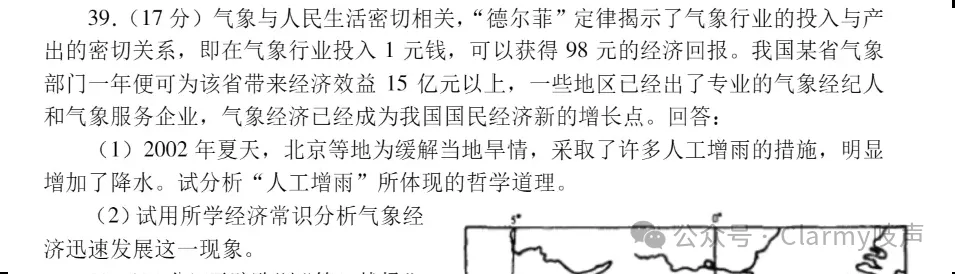 39.（17 分）气象与人民生活密切相关，“德尔菲”定律揭示了气象行业的投入与产
出的密切关系，即在气象行业投入 1 元钱，可以获得 98 元的经济回报。我国某省气象
部门一年便可为该省带来经济效益 15 亿元以上，一些地区已经出了专业的气象经纪人
和气象服务企业，气象经济已经成为我国国民经济新的增长点。回答：
（1）2002 年夏天，北京等地为缓解当地旱情，采取了许多人工增雨的措施，明显
增加了降水。试分析“人工增雨”所体现的哲学道理。
（2）试用所学经济常识分析气象经
济迅速发展这一现象。
5° 0°
公众号 · Clarmy发声